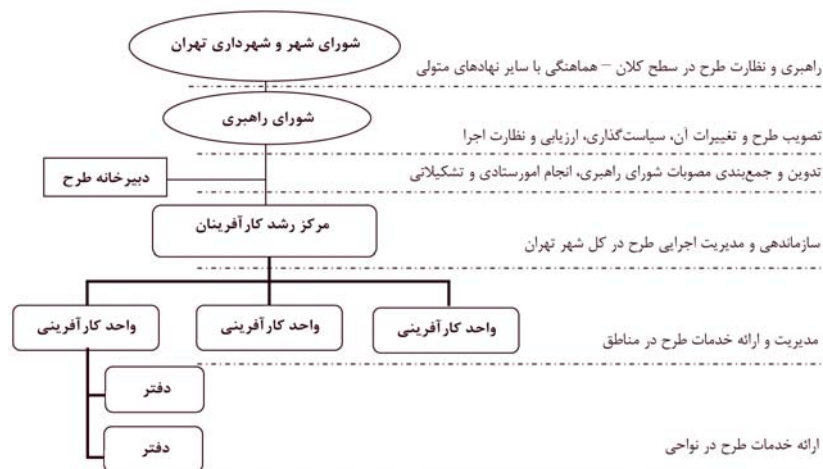 شورای شهر و شهرداری تهران
راهبری و نظارت طرح در سطح کلان – هماهنگی با سایر نهادهای متولی
شورای راهبری
تصویب طرح و تغییرات آن، سیاست‌گذاری، ارزیابی و نظارت اجرا
دبیرخانه طرح
تدوین و جمع‌بندی مصوبات شورای راهبری، انجام امورستادی و تشکیلاتی
مرکز رشد کارآفرینان
سازماندهی و مدیریت اجرایی طرح در کل شهر تهران
واحد کارآفرینی
واحد کارآفرینی
واحد کارآفرینی
مدیریت و ارائه خدمات طرح در مناطق
دفتر
دفتر
ارائه خدمات طرح در نواحی